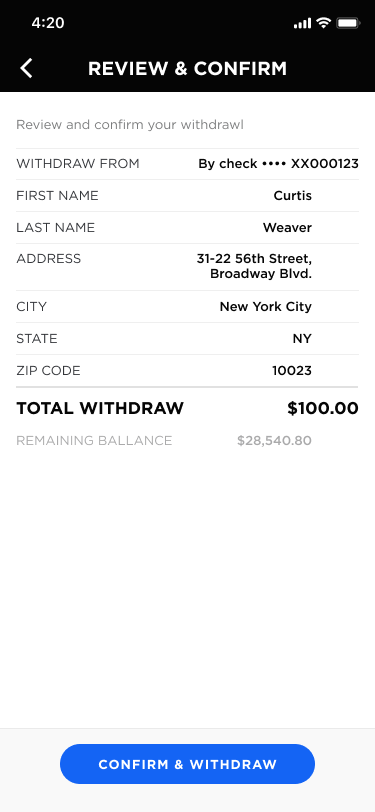 4:20
REVIEW & CONFIRM
Review and confirm your withdrawl
WITHDRAW FROM By check •••• XX000123
FIRST NAME Curtis
LAST NAME Weaver
ADDRESS 31-22 56th Street,
Broadway Blvd.
CITY New York City
STATE NY
ZIP CODE 10023
TOTAL WITHDRAW $100.00
REMAINING BALLANCE $28,540.80
CONFIRM & WITHDRAW